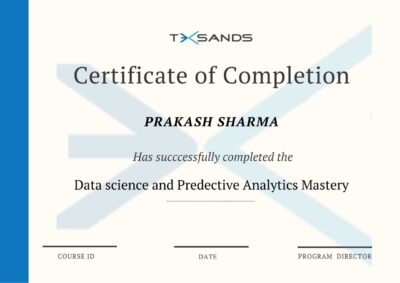 TEKSANDS
Certificate of Completion
PRAKASH SHARMA
Has succcessfully completed the
Data science and Predective Analytics Mastery
COURSE ID
DATE
PROGRAM DIRECTOR